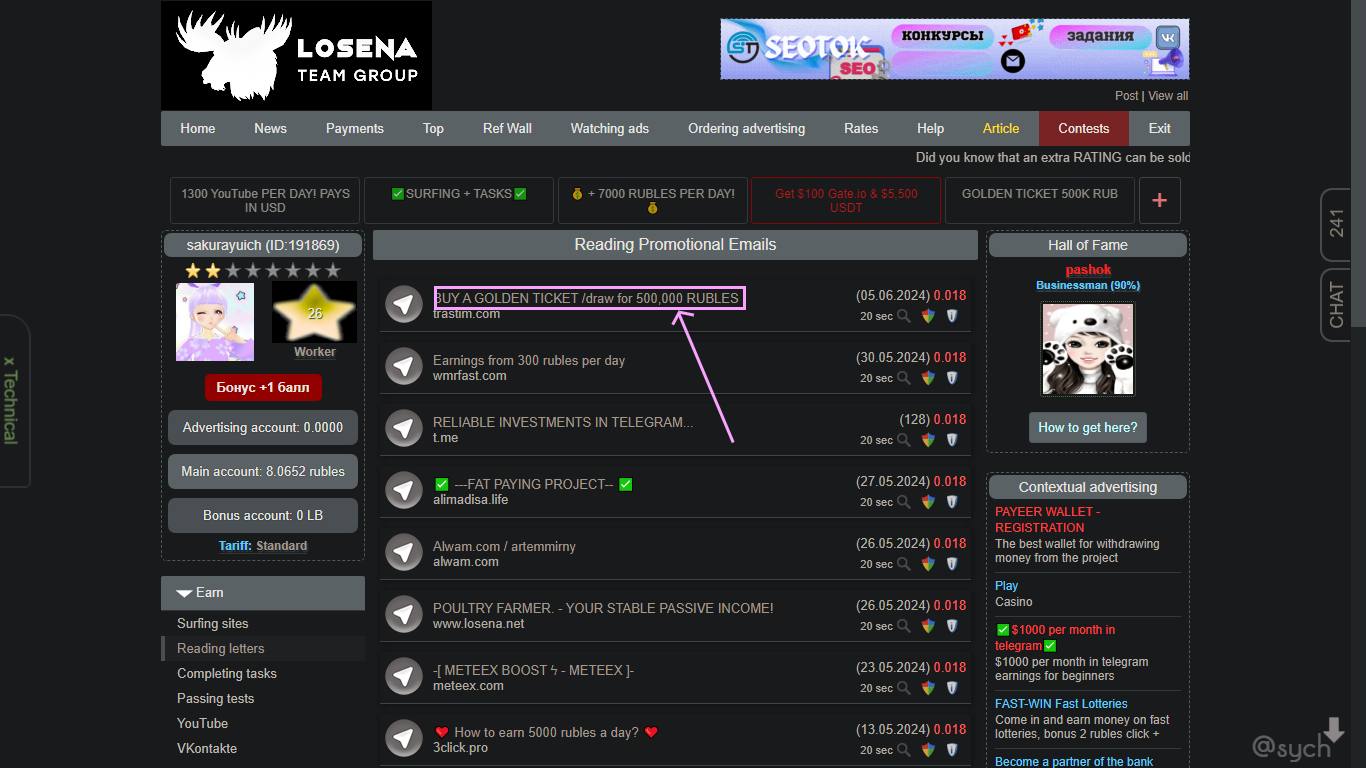 LOSENA
TEAM GROUP
SEOTOK
SEO
КОНКУРСЫ
ЗАДАНИЯ
Post | View all
Home News Payments Top Ref Wall Watching ads Ordering advertising Rates Help Article Contests Exit
Did you know that an extra RATING can be sold
1300 YouTube PER DAY! PAYS
IN USD
✅SURFING + TASKS✅
💰 + 7000 RUBLES PER DAY!
💰
Get $100 Gate.io & $5,500
USDT
GOLDEN TICKET 500K RUB
+
sakurayuich (ID:191869)
26
Worker
Бонус +1 балл
Advertising account: 0.0000
Main account: 8.0652 rubles
Bonus account: 0 LB
Tariff: Standard
Earn
Surfing sites
Reading letters
Completing tasks
Passing tests
YouTube
VKontakte
x Technical
Reading Promotional Emails
BUY A GOLDEN TICKET /draw for 500,000 RUBLES
trastim.com
(05.06.2024) 0.018
20 sec
Earnings from 300 rubles per day
wmrfast.com
(30.05.2024) 0.018
20 sec
RELIABLE INVESTMENTS IN TELEGRAM...
t.me
(128) 0.018
20 sec
✅ ---FAT PAYING PROJECT-- ✅
alimadisa.life
(27.05.2024) 0.018
20 sec
Alwam.com / artemmirny
alwam.com
(26.05.2024) 0.018
20 sec
POULTRY FARMER. - YOUR STABLE PASSIVE INCOME!
www.losena.net
(26.05.2024) 0.018
20 sec
-[ METEEX BOOST ϟ - METEEX ]-
meteex.com
(23.05.2024) 0.018
20 sec
❤️ How to earn 5000 rubles a day? ❤️
3click.pro
(13.05.2024) 0.018
20 sec
Hall of Fame
pashok
Businessman (90%)
How to get here?
Contextual advertising
PAYEER WALLET -
REGISTRATION
The best wallet for withdrawing
money from the project
Play
Casino
✅$1000 per month in
telegram✅
$1000 per month in telegram
earnings for beginners
FAST-WIN Fast Lotteries
Come in and earn money on fast
lotteries, bonus 2 rubles click +
Become a partner of the bank
241
CHAT
@sych